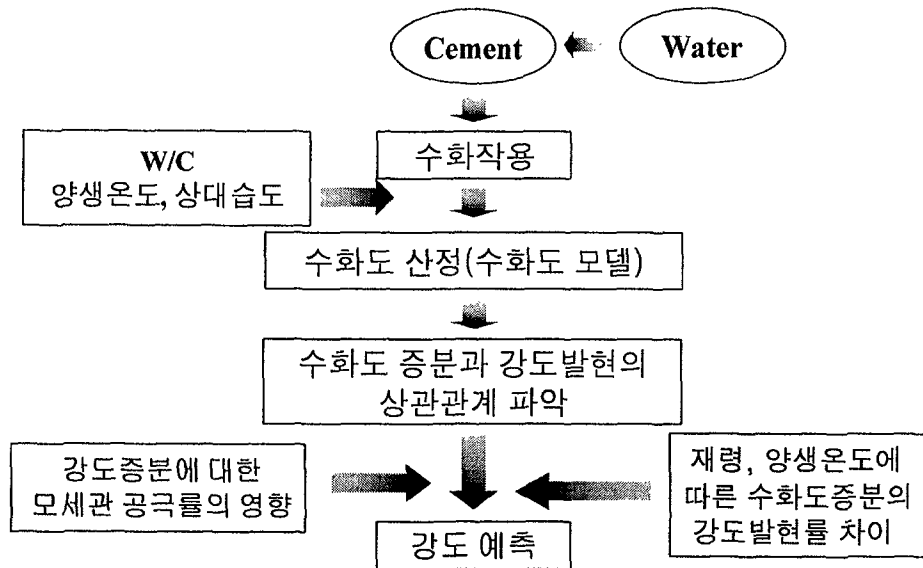 Cement
Water
수화작용
W/C
양생온도, 상대습도
수화도 산정(수화도 모델)
수화도 증분과 강도발현의
상관관계 파악
강도증분에 대한
모세관 공극률의 영향
재령, 양생온도에
따른 수화도증분의
강도발현률 차이
강도 예측